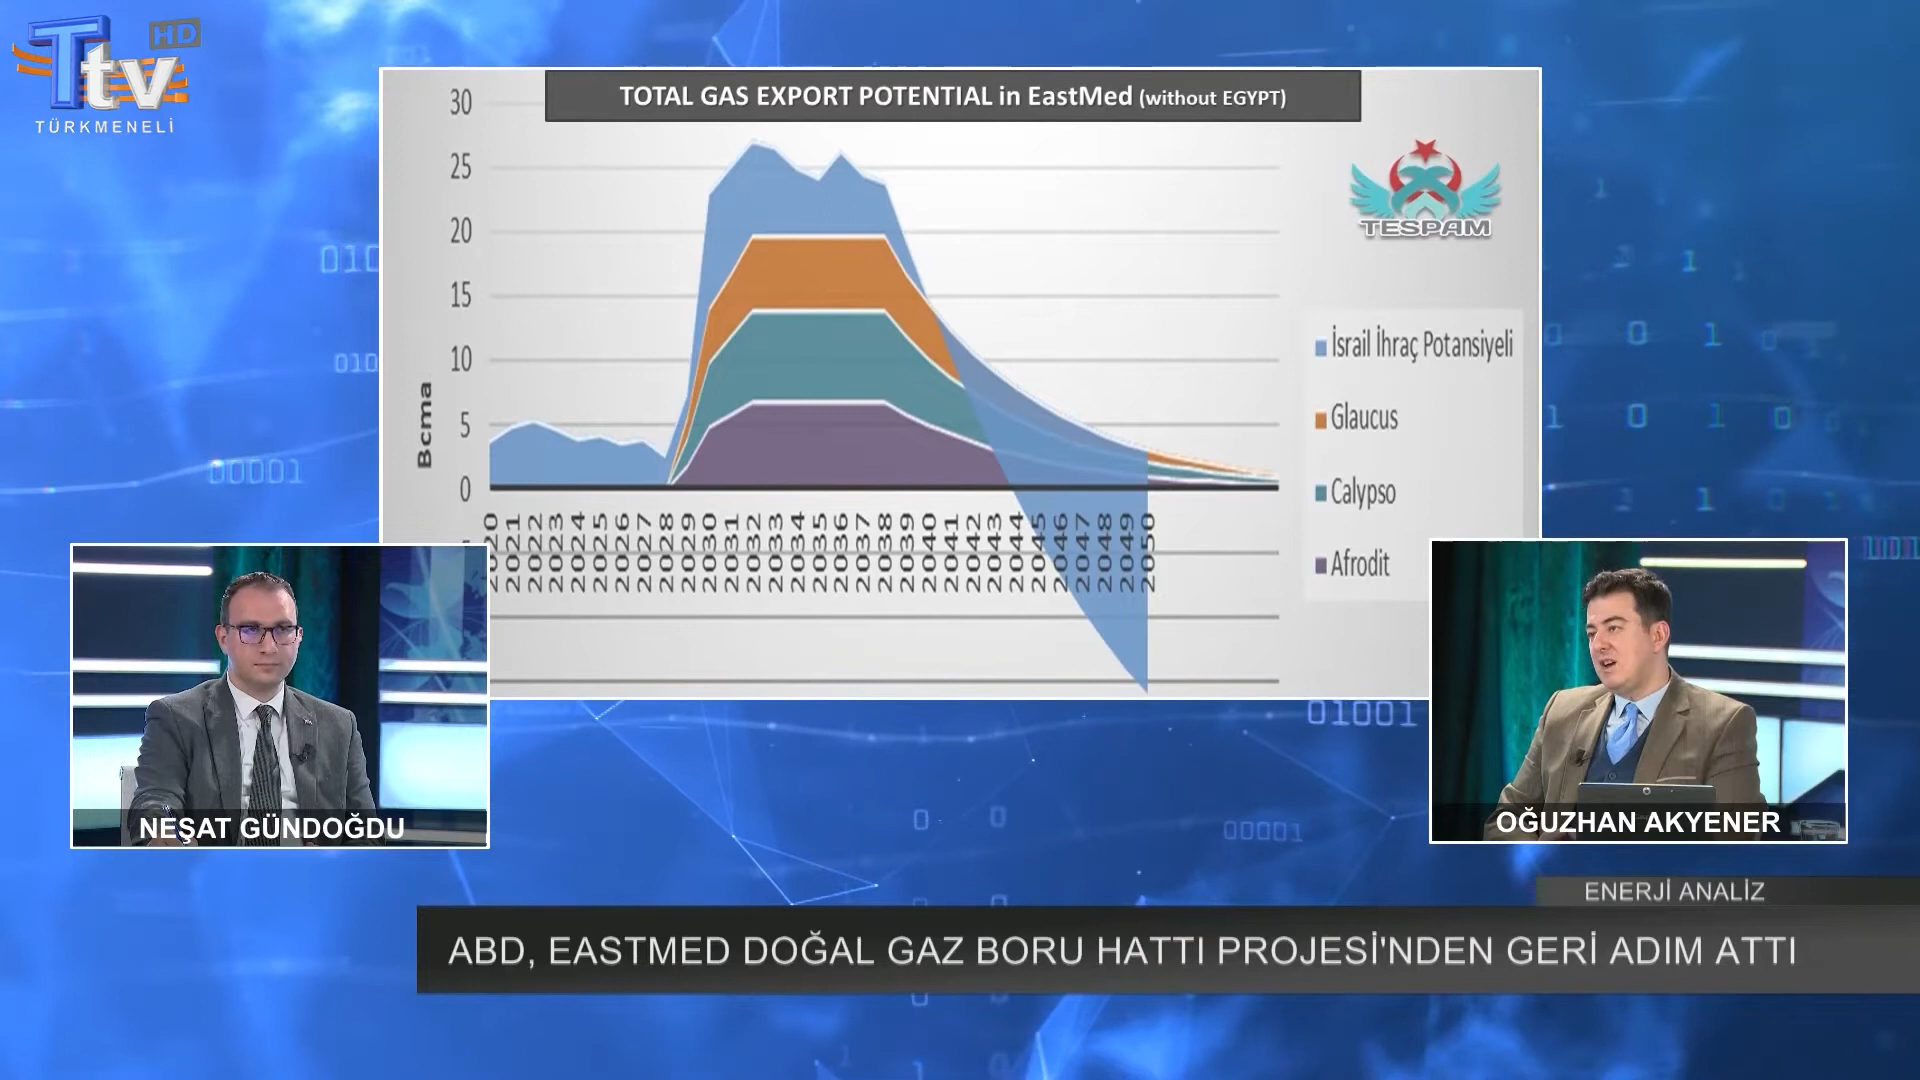 HD
Ttv
TÜRKMENELİ
TOTAL GAS EXPORT POTENTIAL in EastMed (without EGYPT)
30
25
20
15
10
5
0
Bcma
2020
2021
2022
2023
2024
2025
2026
2027
2028
2029
2030
2031
2032
2033
2034
2035
2036
2037
2038
2039
2040
2041
2042
2043
2044
2045
2046
2047
2048
2049
2050
TESPAM
İsrail İhraç Potansiyeli
Glaucus
Calypso
Afrodit
NEŞAT GÜNDOĞDU
OĞUZHAN AKYENER
ENERJİ ANALİZ
ABD, EASTMED DOĞAL GAZ BORU HATTI PROJESİ'NDEN GERİ ADIM ATTI